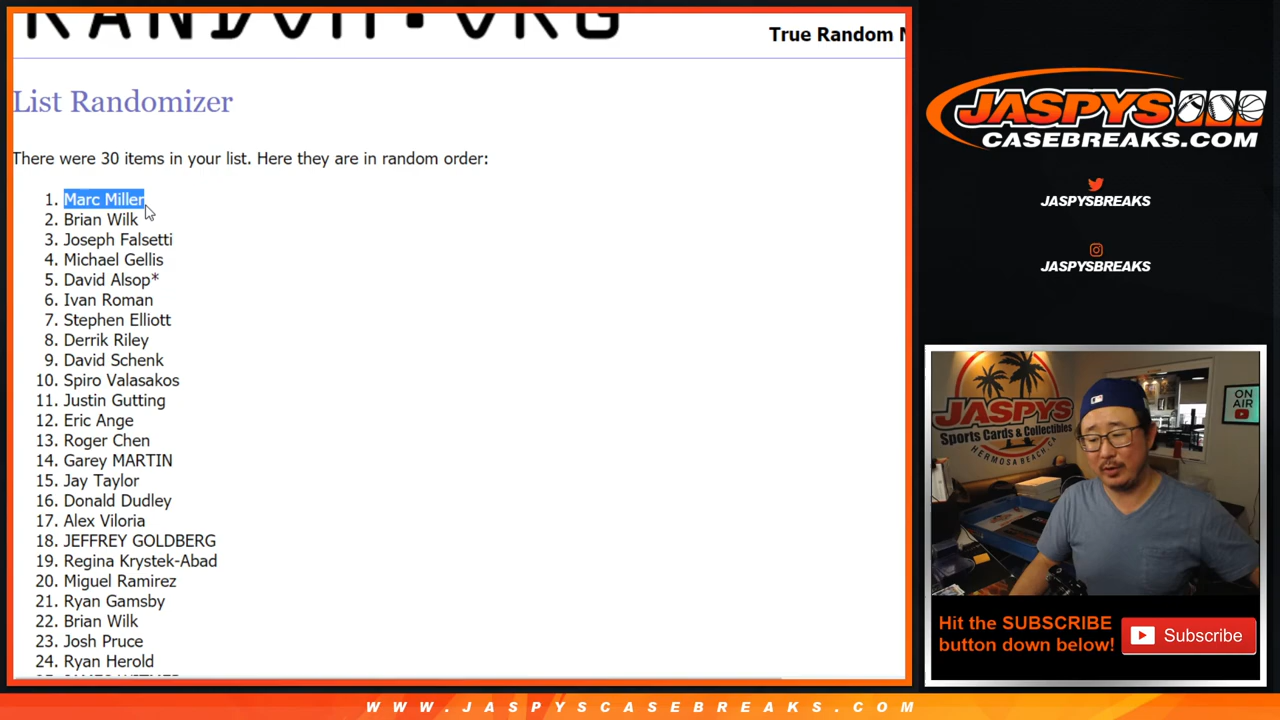 RANDOM.ORG
True Random N
List Randomizer
There were 30 items in your list. Here they are in random order:
1. Marc Miller
2. Brian Wilk
3. Joseph Falsetti
4. Michael Gellis
5. David Alsop*
6. Ivan Roman
7. Stephen Elliott
8. Derrik Riley
9. David Schenk
10. Spiro Valasakos
11. Justin Gutting
12. Eric Ange
13. Roger Chen
14. Garey MARTIN
15. Jay Taylor
16. Donald Dudley
17. Alex Viloria
18. JEFFREY GOLDBERG
19. Regina Krystek-Abad
20. Miguel Ramirez
21. Ryan Gamsby
22. Brian Wilk
23. Josh Pruce
24. Ryan Herold
JASPYS
CASEBREAKS.COM
JASPYSBREAKS
JASPYSBREAKS
JASPYS
Sports Cards & Collectibles
HERMOSA BEACH, CA
ON
AIR
Hit the SUBSCRIBE
button down below!
Subscribe
WWW.JASPYSCASEBREAKS.COM